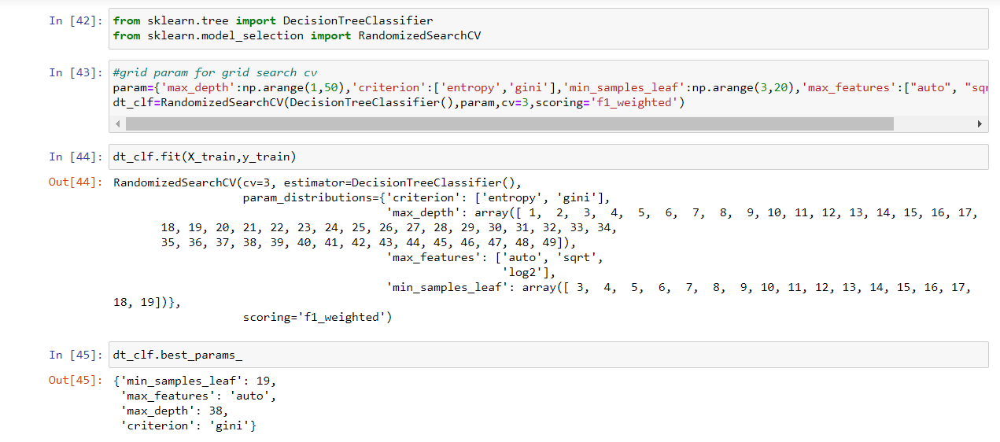 In [42]: from sklearn.tree import DecisionTreeClassifier
from sklearn.model_selection import RandomizedSearchCV
In [43]: #grid param for grid search cv
param={'max_depth':np.arange(1,50),'criterion':['entropy','gini'],'min_samples_leaf':np.arange(3,20),'max_features':["auto", "sqr
dt_clf=RandomizedSearchCV(DecisionTreeClassifier(),param,cv=3,scoring='f1_weighted')
In [44]: dt_clf.fit(X_train,y_train)
Out[44]: RandomizedSearchCV(cv=3, estimator=DecisionTreeClassifier(),
param_distributions={'criterion': ['entropy', 'gini'],
'max_depth': array([ 1,  2,  3,  4,  5,  6,  7,  8,  9, 10, 11, 12, 13, 14, 15, 16, 17,
18, 19, 20, 21, 22, 23, 24, 25, 26, 27, 28, 29, 30, 31, 32, 33, 34,
35, 36, 37, 38, 39, 40, 41, 42, 43, 44, 45, 46, 47, 48, 49]),
'max_features': ['auto', 'sqrt',
'log2'],
'min_samples_leaf': array([ 3,  4,  5,  6,  7,  8,  9, 10, 11, 12, 13, 14, 15, 16, 17,
18, 19])},
scoring='f1_weighted')
In [45]: dt_clf.best_params_
Out[45]: {'min_samples_leaf': 19,
'max_features': 'auto',
'max_depth': 38,
'criterion': 'gini'}